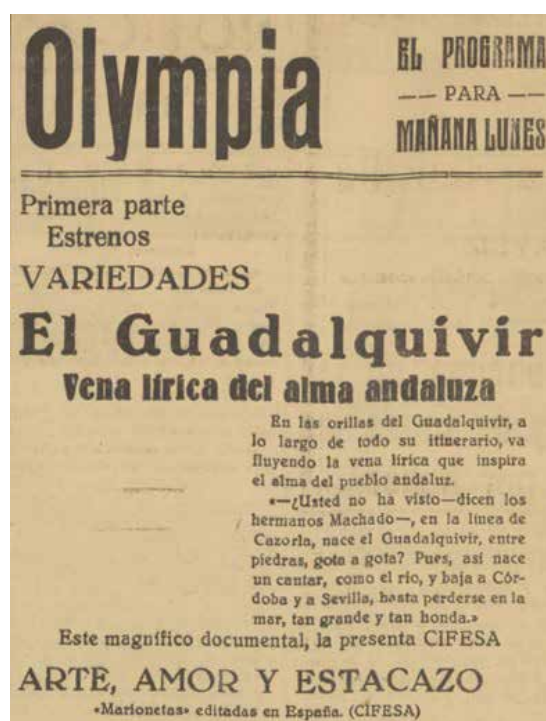 Olympia
EL PROGRAMA
—— PARA ——
MAÑANA LUNES
Primera parte
Estrenos
VARIEDADES
El Guadalquivir
Vena lírica del alma andaluza
En las orillas del Guadalquivir, a
lo largo de todo su itinerario, va
fluyendo la vena lírica que inspira
el alma del pueblo andaluz.
«—¿Usted no ha visto—dicen los
hermanos Machado—, en la línea de
Cazorla, nace el Guadalquivir, entre
piedras, gota a gota? Pues, así nace
un cantar, como el río, y baja a Cór-
doba y a Sevilla, hasta perderse en la
mar, tan grande y tan honda.»
Este magnífico documental, la presenta CIFESA
ARTE, AMOR Y ESTACAZO
«Marionetas» editadas en España. (CIFESA)